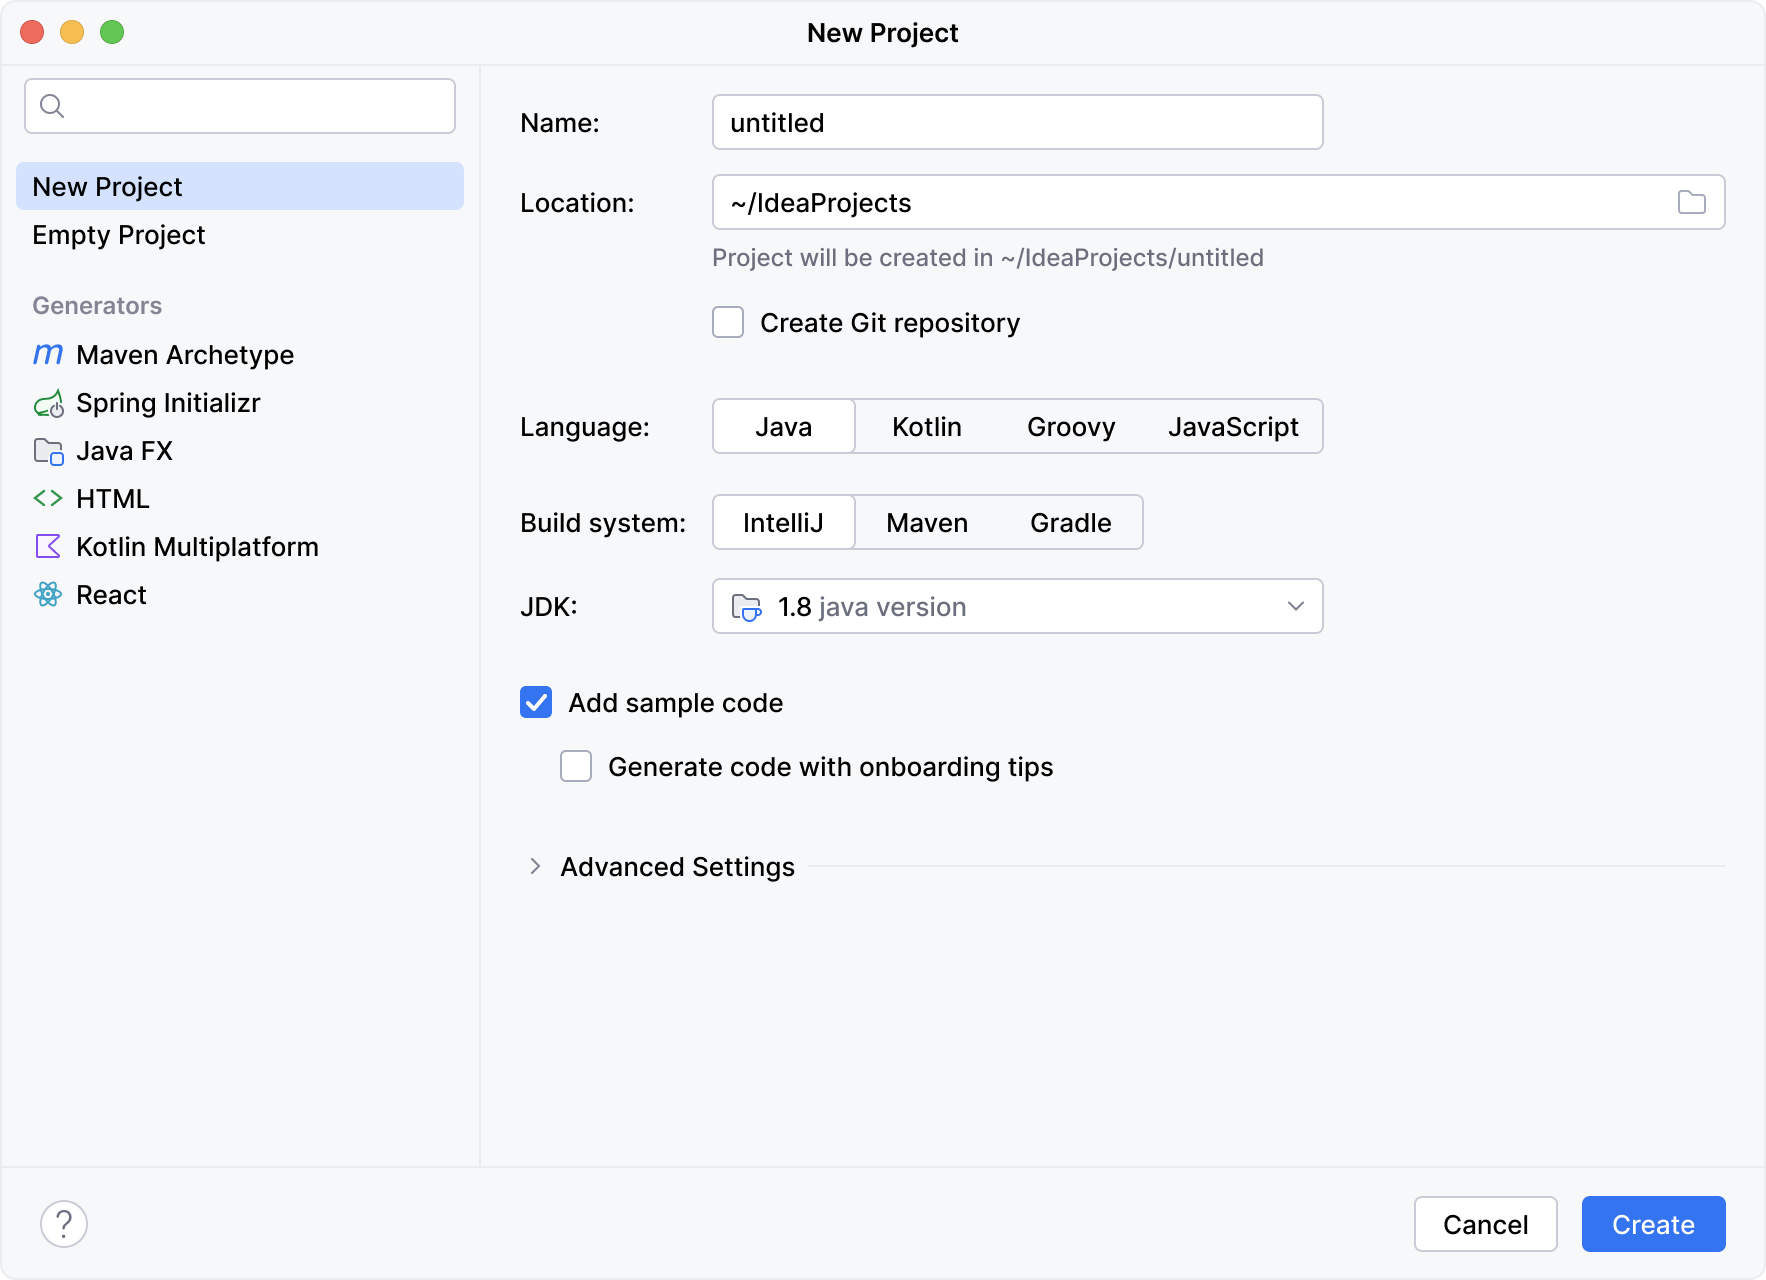 New Project
New Project
Empty Project
Generators
Maven Archetype
Spring Initializr
Java FX
HTML
Kotlin Multiplatform
React
Name: untitled
Location: ~/IdeaProjects
Project will be created in ~/IdeaProjects/untitled
Create Git repository
Language: Java Kotlin Groovy JavaScript
Build system: IntelliJ Maven Gradle
JDK: 1.8 java version
Add sample code
Generate code with onboarding tips
Advanced Settings
? Cancel Create